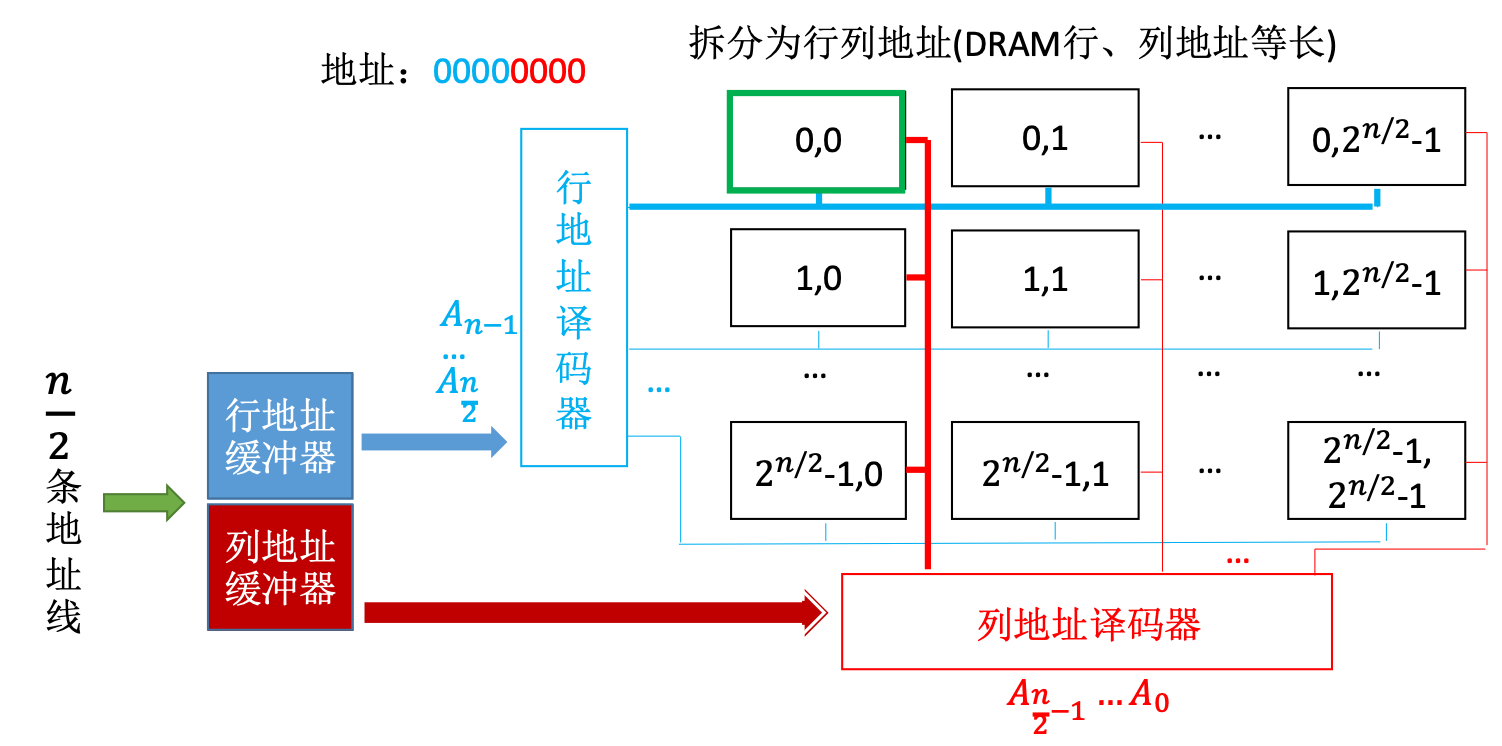 拆分为行列地址(DRAM行、列地址等长)
地址：00000000
0,0
0,1
...
0,2^{n/2}-1
行地址译码器
1,0
1,1
...
1,2^{n/2}-1
A_{n-1}
...
A_{\frac{n}{2}}
...
...
...
...
...
2^{n/2}-1,0
2^{n/2}-1,1
...
2^{n/2}-1,
2^{n/2}-1
\frac{n}{2}条地址线
行地址
缓冲器
列地址
缓冲器
...
列地址译码器
A_{\frac{n}{2}-1} ... A_0